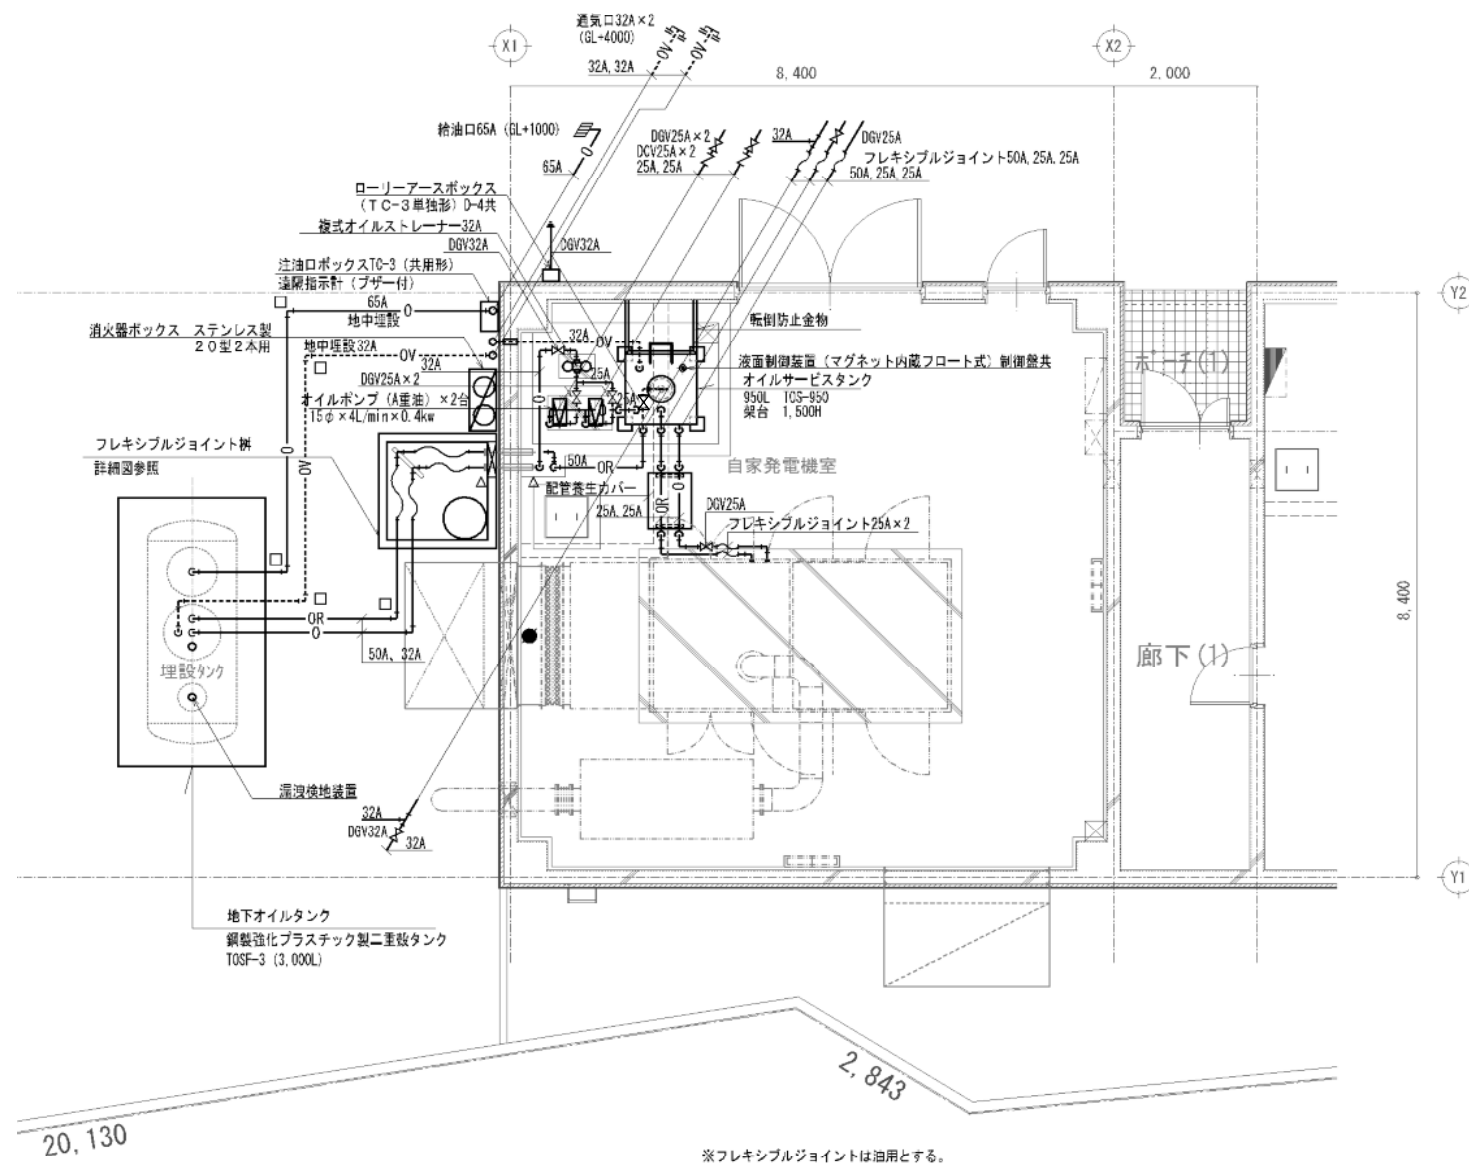 通気口32A×2
(GL+4000)
X1
X2
OV
OV
32A, 32A
8,400
2,000
給油口65A (GL+1000)
O
65A
DGV25A×2
DCV25A×2
25A, 25A
32A
DGV25A
フレキシブルジョイント50A, 25A, 25A
50A, 25A, 25A
ローリーアースボックス
(TC-3単独形) D-4共
複式オイルストレーナー32A
DGV32A
DGV32A
注油口ボックスTC-3 (共用形)
遠隔指示計 (ブザー付)
65A
O
地中埋設
Y2
消火器ボックス ステンレス製
20型2本用
地中埋設32A
OV
32A
32A
OV
転倒防止金物
液面制御装置 (マグネット内蔵フロート式) 制御盤共
オイルサービスタンク
950L TCS-950
架台 1,500H
ポーチ(1)
DGV25A×2
オイルポンプ (A重油) ×2台
15φ×4L/min×0.4kw
O
25A
25A
フレキシブルジョイント桝
詳細図参照
O
OV
50A
OR
自家発電機室
配管養生カバー
25A, 25A
OR
O
DGV25A
フレキシブルジョイント25A×2
OR
O
50A、32A
埋設タンク
廊下(1)
8,400
漏洩検地装置
32A
DGV32A
32A
Y1
地下オイルタンク
鋼製強化プラスチック製二重殻タンク
TOSF-3 (3,000L)
2,843
20,130
※フレキシブルジョイントは油用とする。